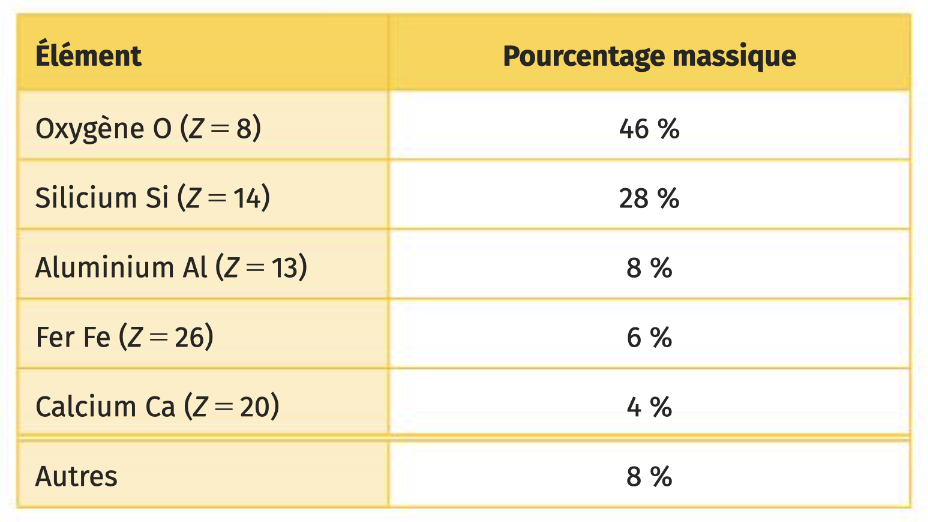 Élément Pourcentage massique
Oxygène O (Z = 8) 46 %
Silicium Si (Z = 14) 28 %
Aluminium Al (Z = 13) 8 %
Fer Fe (Z = 26) 6 %
Calcium Ca (Z = 20) 4 %
Autres 8 %